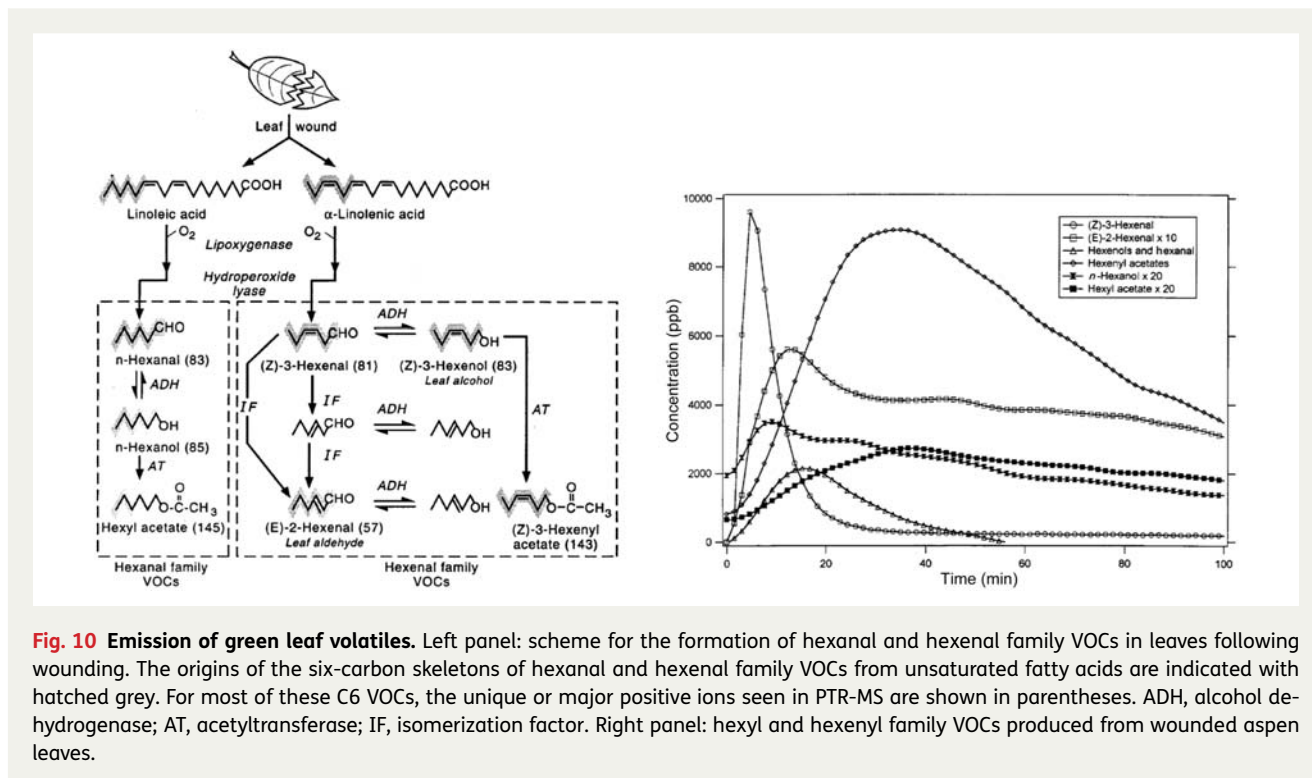 Leaf wound
COOH
COOH
Linoleic acid
α-Linolenic acid
O2
Lipoxygenase
O2
Hydroperoxide
lyase
CHO
n-Hexanal (83)
ADH
OH
n-Hexanol (85)
AT
O
O-C-CH3
Hexyl acetate (145)
Hexanal family
VOCs
CHO
ADH
OH
(Z)-3-Hexenal (81)
(Z)-3-Hexenol (83)
Leaf alcohol
IF
IF
AT
CHO
ADH
OH
IF
CHO
ADH
OH
O
O-C-CH3
(E)-2-Hexenal (57)
Leaf aldehyde
(Z)-3-Hexenyl
acetate (143)
Hexenal family
VOCs
Concentration (ppb)
10000
8000
6000
4000
2000
0
(Z)-3-Hexenal
(E)-2-Hexenal x 10
Hexenols and hexanal
Hexenyl acetates
n-Hexanol x 20
Hexyl acetate x 20
0 20 40 60 80 100
Time (min)
Fig. 10 Emission of green leaf volatiles. Left panel: scheme for the formation of hexanal and hexenal family VOCs in leaves following
wounding. The origins of the six-carbon skeletons of hexanal and hexenal family VOCs from unsaturated fatty acids are indicated with
hatched grey. For most of these C6 VOCs, the unique or major positive ions seen in PTR-MS are shown in parentheses. ADH, alcohol de-
hydrogenase; AT, acetyltransferase; IF, isomerization factor. Right panel: hexyl and hexenyl family VOCs produced from wounded aspen
leaves.